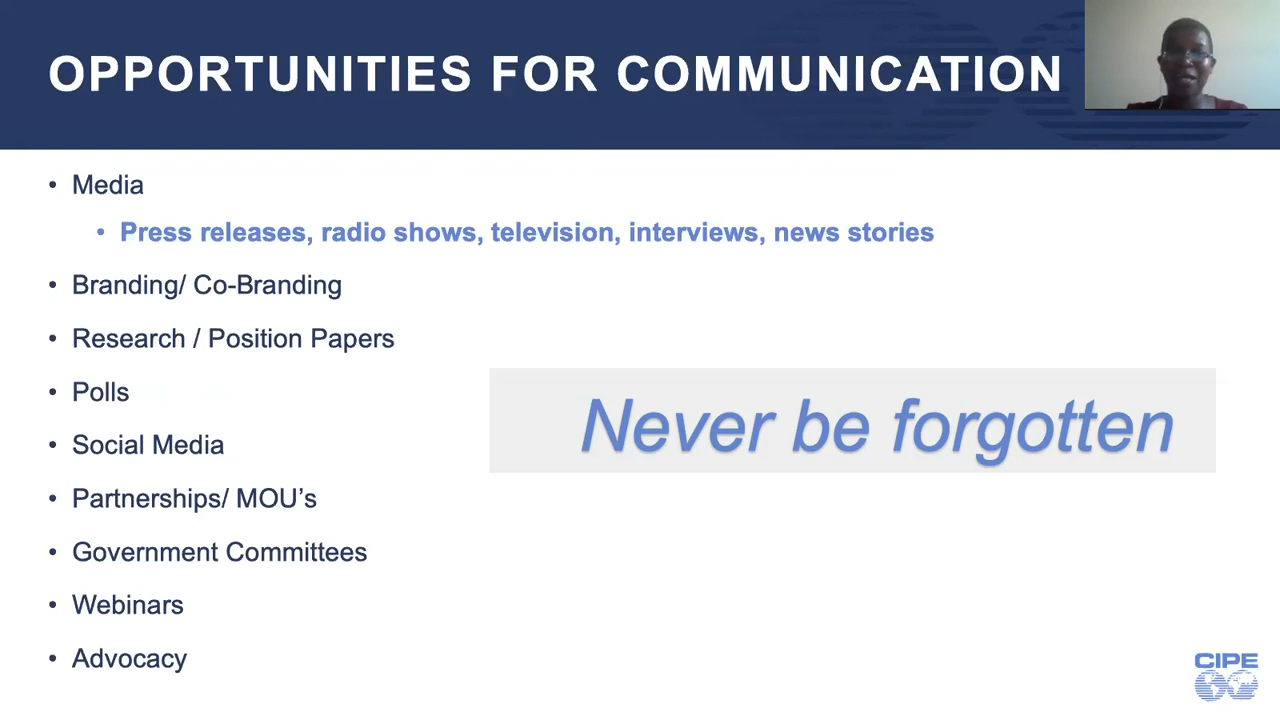 OPPORTUNITIES FOR COMMUNICATION
• Media
• Press releases, radio shows, television, interviews, news stories
• Branding/ Co-Branding
• Research / Position Papers
• Polls
• Social Media
• Partnerships/ MOU’s
• Government Committees
• Webinars
• Advocacy
Never be forgotten
CIPE